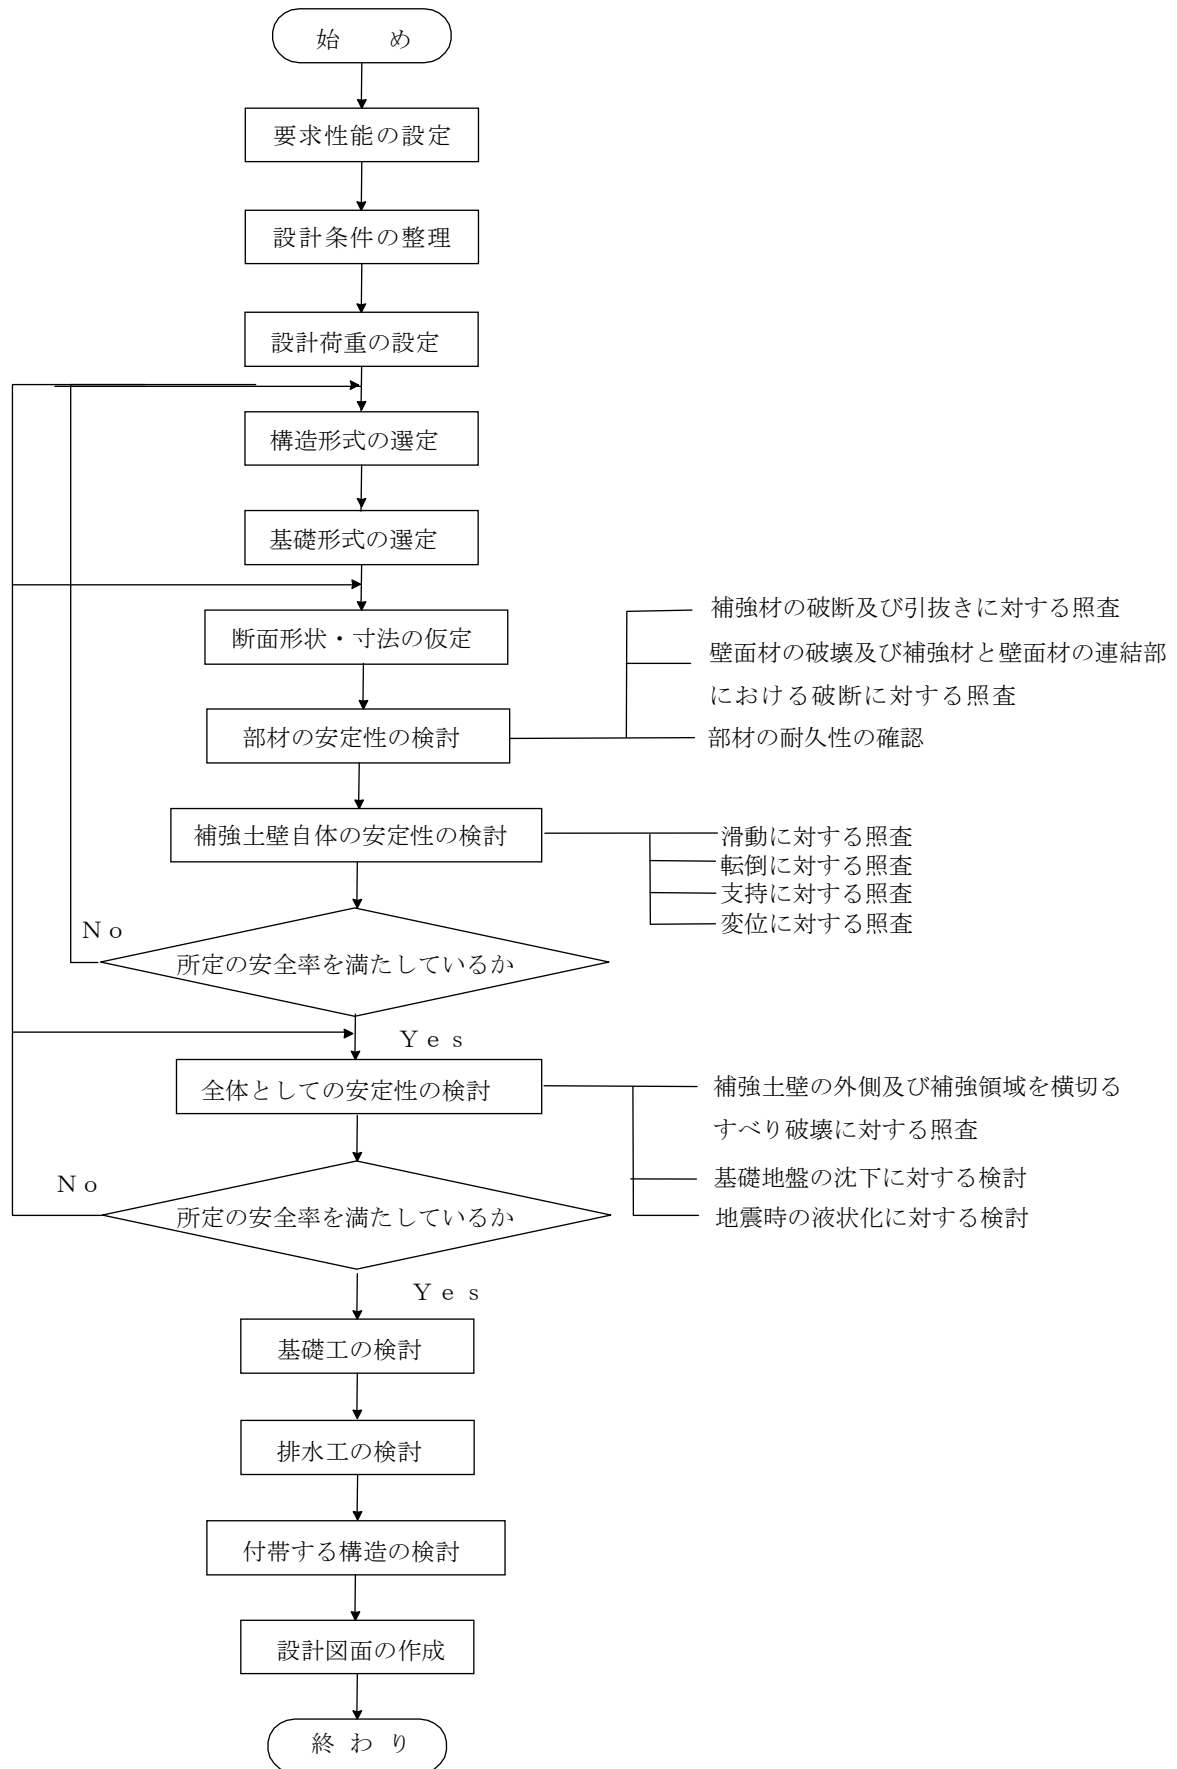 始　め
要求性能の設定
設計条件の整理
設計荷重の設定
構造形式の選定
基礎形式の選定
断面形状・寸法の仮定
補強材の破断及び引抜きに対する照査
壁面材の破壊及び補強材と壁面材の連結部
における破断に対する照査
部材の安定性の検討
部材の耐久性の確認
補強土壁自体の安定性の検討
滑動に対する照査
転倒に対する照査
支持に対する照査
変位に対する照査
Ｎｏ
所定の安全率を満たしているか
Ｙｅｓ
全体としての安定性の検討
補強土壁の外側及び補強領域を横切る
すべり破壊に対する照査
基礎地盤の沈下に対する検討
地震時の液状化に対する検討
Ｎｏ
所定の安全率を満たしているか
Ｙｅｓ
基礎工の検討
排水工の検討
付帯する構造の検討
設計図面の作成
終わり